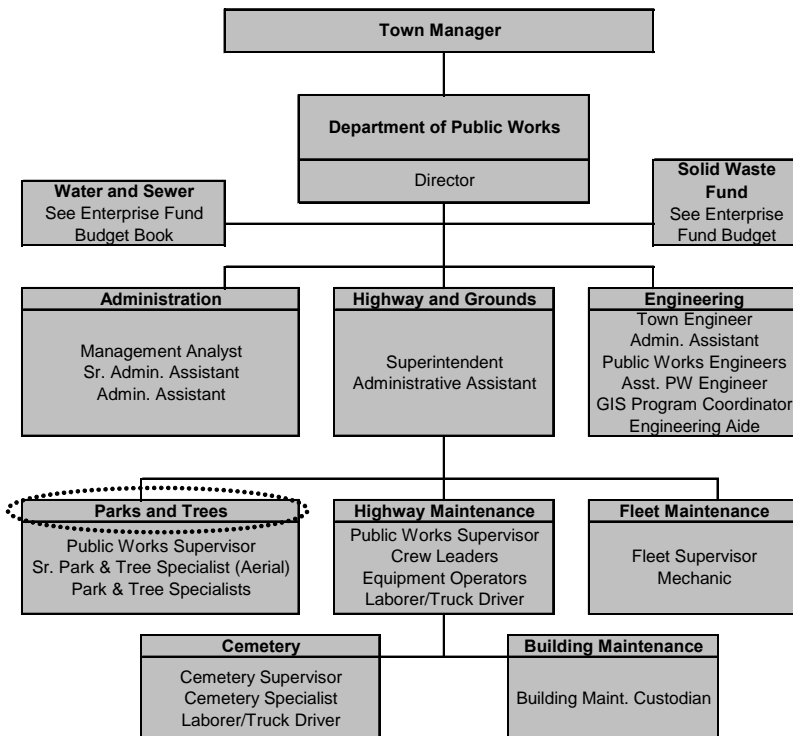 Town Manager
Department of Public Works
Director
Water and Sewer
See Enterprise Fund
Budget Book
Solid Waste
Fund
See Enterprise
Fund Budget
Administration
Management Analyst
Sr. Admin. Assistant
Admin. Assistant
Highway and Grounds
Superintendent
Administrative Assistant
Engineering
Town Engineer
Admin. Assistant
Public Works Engineers
Asst. PW Engineer
GIS Program Coordinator
Engineering Aide
Parks and Trees
Public Works Supervisor
Sr. Park & Tree Specialist (Aerial)
Park & Tree Specialists
Highway Maintenance
Public Works Supervisor
Crew Leaders
Equipment Operators
Laborer/Truck Driver
Fleet Maintenance
Fleet Supervisor
Mechanic
Cemetery
Cemetery Supervisor
Cemetery Specialist
Laborer/Truck Driver
Building Maintenance
Building Maint. Custodian